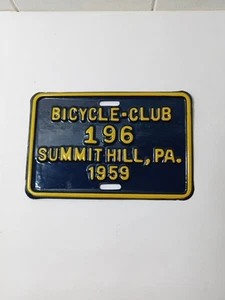 BICYCLE-CLUB
196
SUMMIT HILL, PA.
1959